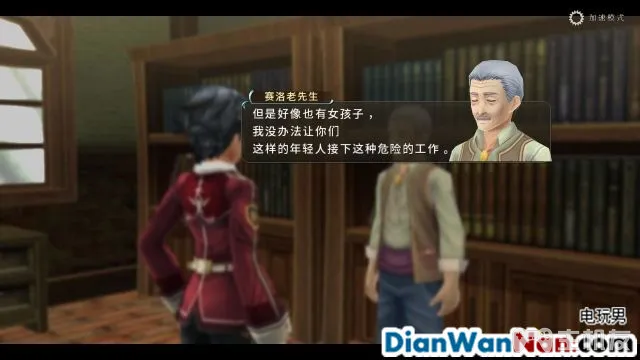 加速模式
赛洛老先生
但是好像也有女孩子，
我没办法让你们
这样的年轻人接下这种危险的工作。
电玩男
DianWanNan.com